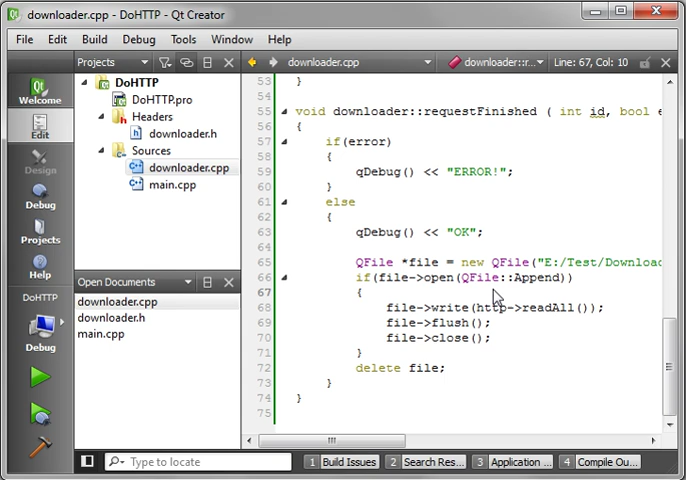 downloader.cpp - DoHTTP - Qt Creator
File Edit Build Debug Tools Window Help
Projects downloader.cpp downloader::r... Line: 67, Col: 10
Welcome
Edit
Design
Debug
Projects
Help
DoHTTP
Debug
DoHTTP
DoHTTP.pro
Headers
downloader.h
Sources
downloader.cpp
main.cpp
Open Documents
downloader.cpp
downloader.h
main.cpp
53 }
54
55 void downloader::requestFinished ( int id, bool e
56 {
57 if(error)
58 {
59 qDebug() << "ERROR!";
60 }
61 else
62 {
63 qDebug() << "OK";
64
65 QFile *file = new QFile("E:/Test/Downloa
66 if(file->open(QFile::Append))
67 {
68 file->write(http->readAll());
69 file->flush();
70 file->close();
71 }
72 delete file;
73 }
74 }
75
Type to locate 1 Build Issues 2 Search Res... 3 Application ... 4 Compile Ou...